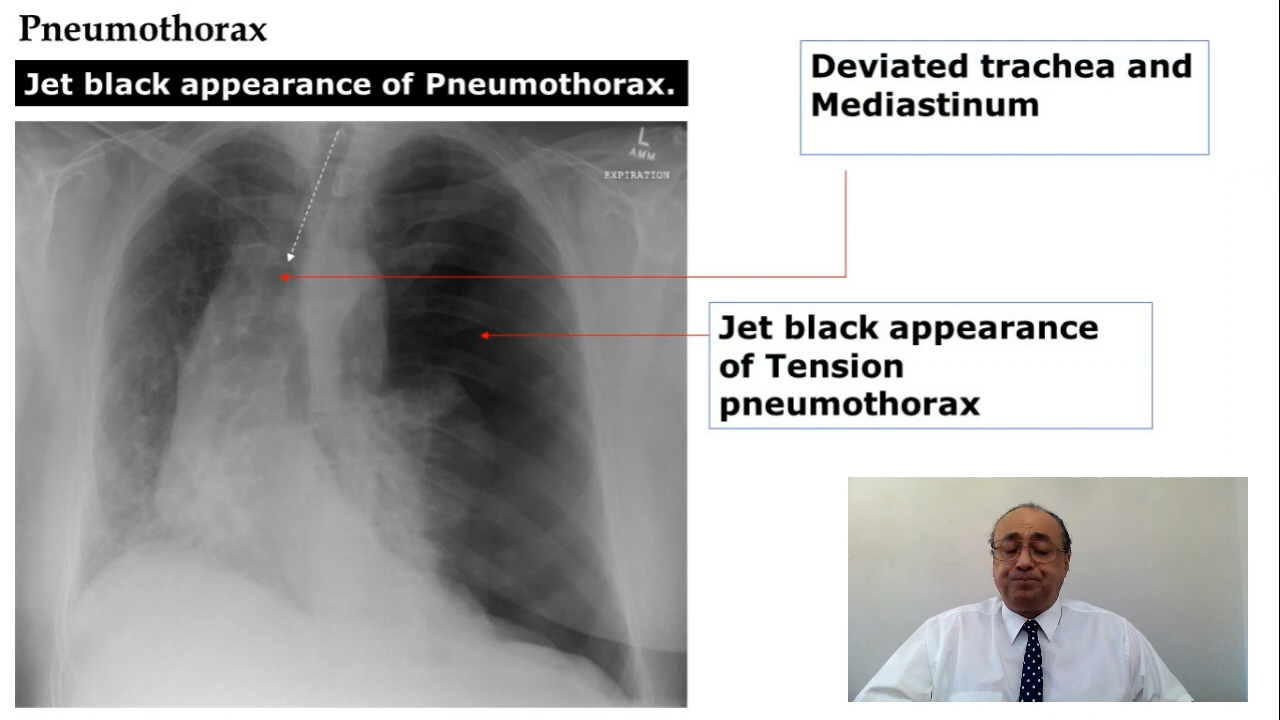 Pneumothorax
Jet black appearance of Pneumothorax.
Deviated trachea and
Mediastinum
L
AMM
EXPIRATION
Jet black appearance
of Tension
pneumothorax